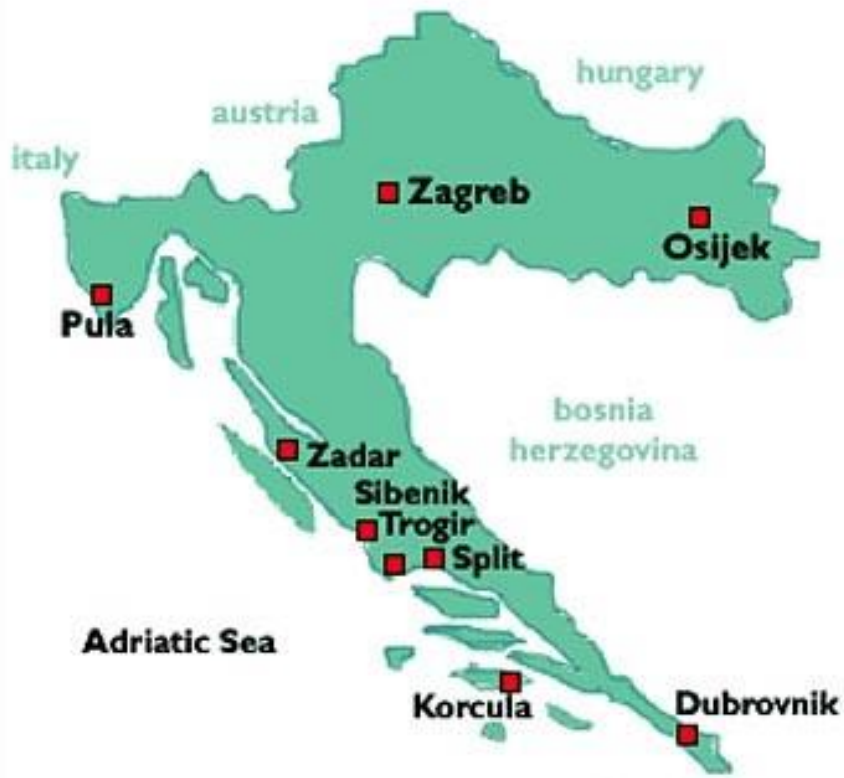 hungary
austria
italy
Zagreb
Osijek
Pula
bosnia
herzegovina
Zadar
Sibenik
Trogir
Split
Adriatic Sea
Korcula
Dubrovnik